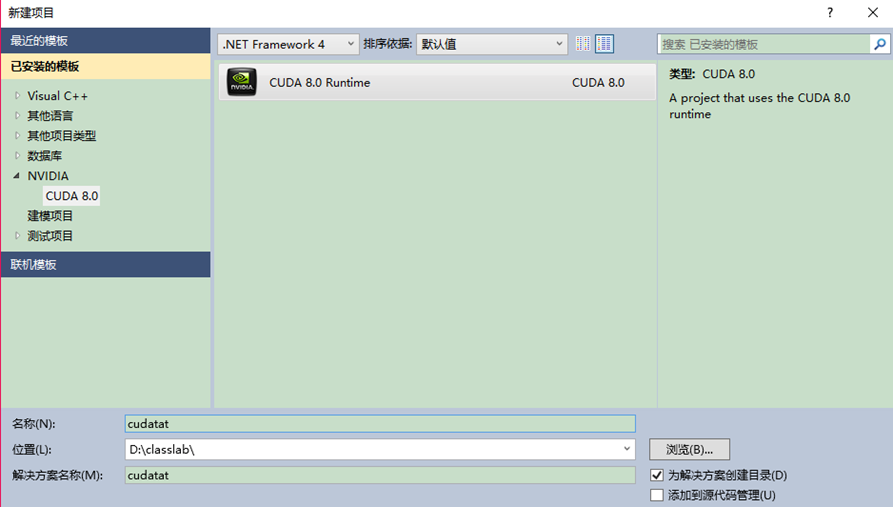 新建项目
?
最近的模板
.NET Framework 4
排序依据:
默认值
搜索 已安装的模板
已安装的模板
Visual C++
其他语言
其他项目类型
数据库
NVIDIA
CUDA 8.0
建模项目
测试项目
联机模板
NVIDIA.
CUDA 8.0 Runtime
CUDA 8.0
类型: CUDA 8.0
A project that uses the CUDA 8.0
runtime
名称(N):
cudatat
位置(L):
D:\classlab\
浏览(B)...
解决方案名称(M):
cudatat
为解决方案创建目录(D)
添加到源代码管理(U)